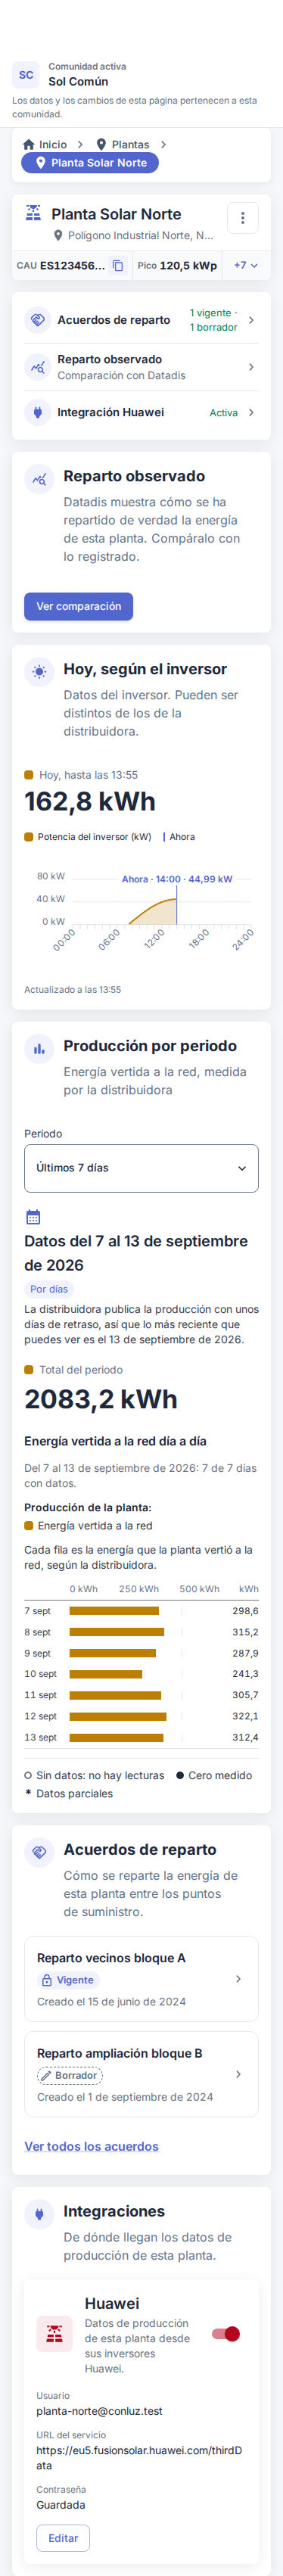 SC
Comunidad activa
Sol Común
Los datos y los cambios de esta página pertenecen a esta
comunidad.
Inicio
Plantas
Planta Solar Norte
Planta Solar Norte
Polígono Industrial Norte, N...
CAU ES123456...
Pico 120,5 kWp
+7
Acuerdos de reparto
1 vigente ·
1 borrador
Reparto observado
Comparación con Datadis
Integración Huawei
Activa
Reparto observado
Datadis muestra cómo se ha
repartido de verdad la energía
de esta planta. Compáralo con
lo registrado.
Ver comparación
Hoy, según el inversor
Datos del inversor. Pueden ser
distintos de los de la
distribuidora.
Hoy, hasta las 13:55
162,8 kWh
Potencia del inversor (kW)
Ahora
80 kW
Ahora · 14:00 · 44,99 kW
40 kW
0 kW
00:00
06:00
12:00
18:00
24:00
Actualizado a las 13:55
Producción por periodo
Energía vertida a la red, medida
por la distribuidora
Periodo
Últimos 7 días
Datos del 7 al 13 de septiembre
de 2026
Por días
La distribuidora publica la producción con unos
días de retraso, así que lo más reciente que
puedes ver es el 13 de septiembre de 2026.
Total del periodo
2083,2 kWh
Energía vertida a la red día a día
Del 7 al 13 de septiembre de 2026: 7 de 7 días
con datos.
Producción de la planta:
Energía vertida a la red
Cada fila es la energía que la planta vertió a la
red, según la distribuidora.
0 kWh
250 kWh
500 kWh
kWh
7 sept 298,6
8 sept 315,2
9 sept 287,9
10 sept 241,3
11 sept 305,7
12 sept 322,1
13 sept 312,4
Sin datos: no hay lecturas
Cero medido
* Datos parciales
Acuerdos de reparto
Cómo se reparte la energía de
esta planta entre los puntos
de suministro.
Reparto vecinos bloque A
Vigente
Creado el 15 de junio de 2024
Reparto ampliación bloque B
Borrador
Creado el 1 de septiembre de 2024
Ver todos los acuerdos
Integraciones
De dónde llegan los datos de
producción de esta planta.
Huawei
Datos de producción
de esta planta desde
sus inversores
Huawei.
Usuario
planta-norte@conluz.test
URL del servicio
https://eu5.fusionsolar.huawei.com/thirdD
ata
Contraseña
Guardada
Editar